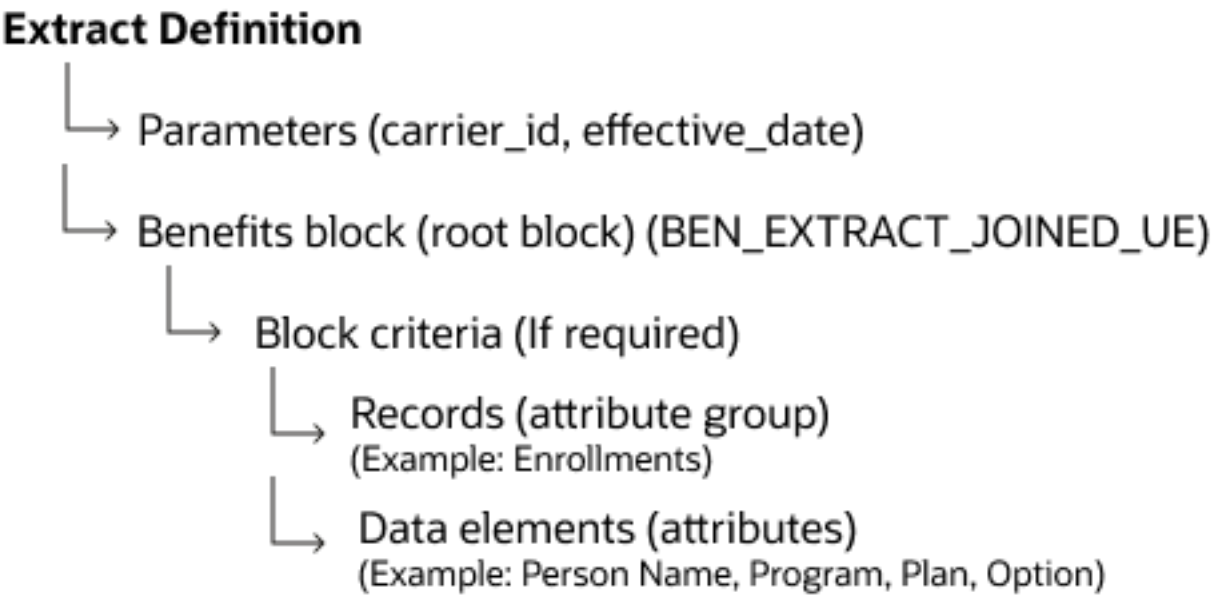 Extract Definition
Parameters (carrier_id, effective_date)
Benefits block (root block) (BEN_EXTRACT_JOINED_UE)
Block criteria (If required)
Records (attribute group)
(Example: Enrollments)
Data elements (attributes)
(Example: Person Name, Program, Plan, Option)